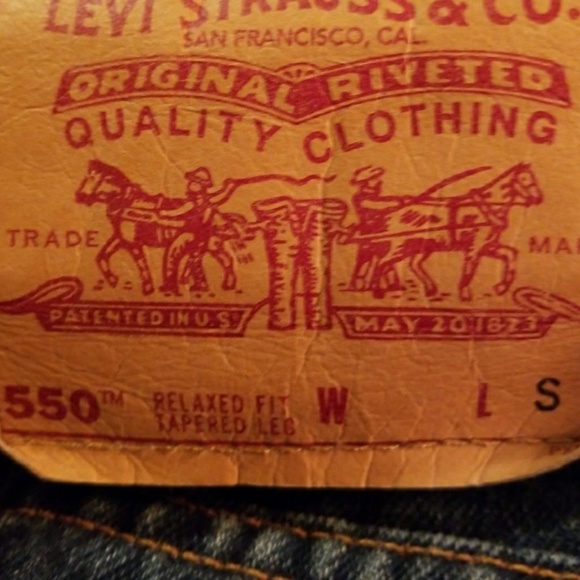 LEVI STRAUSS & CO.
SAN FRANCISCO, CAL.
ORIGINAL RIVETED
QUALITY CLOTHING
TRADE
PATENTED IN U.S.
MAY 20 1873
550™ RELAXED FIT W L S
TAPERED LEG